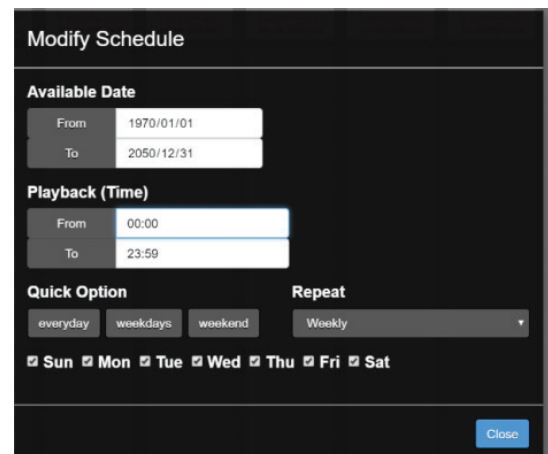 Modify Schedule
Available Date
From 1970/01/01
To 2050/12/31
Playback (Time)
From 00:00
To 23:59
Quick Option Repeat
everyday weekdays weekend Weekly
Sun Mon Tue Wed Thu Fri Sat
Close